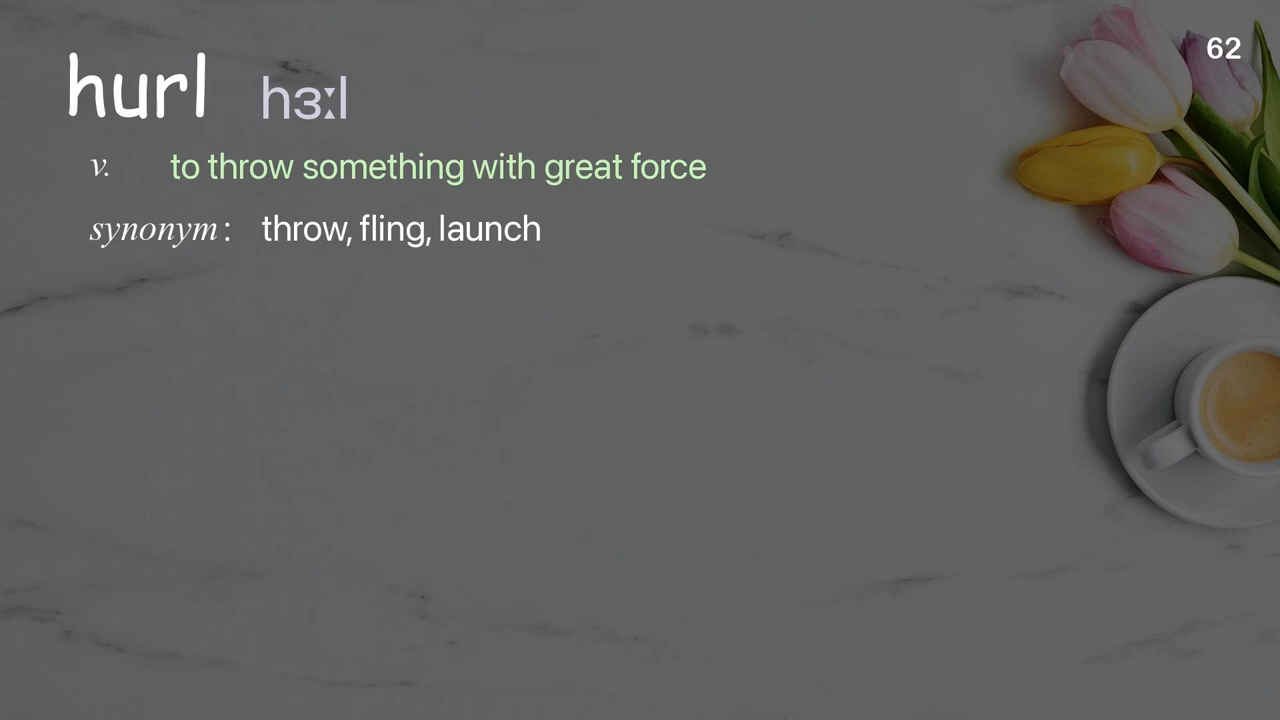 62
hurl hɜːl
v. to throw something with great force
synonym : throw, fling, launch